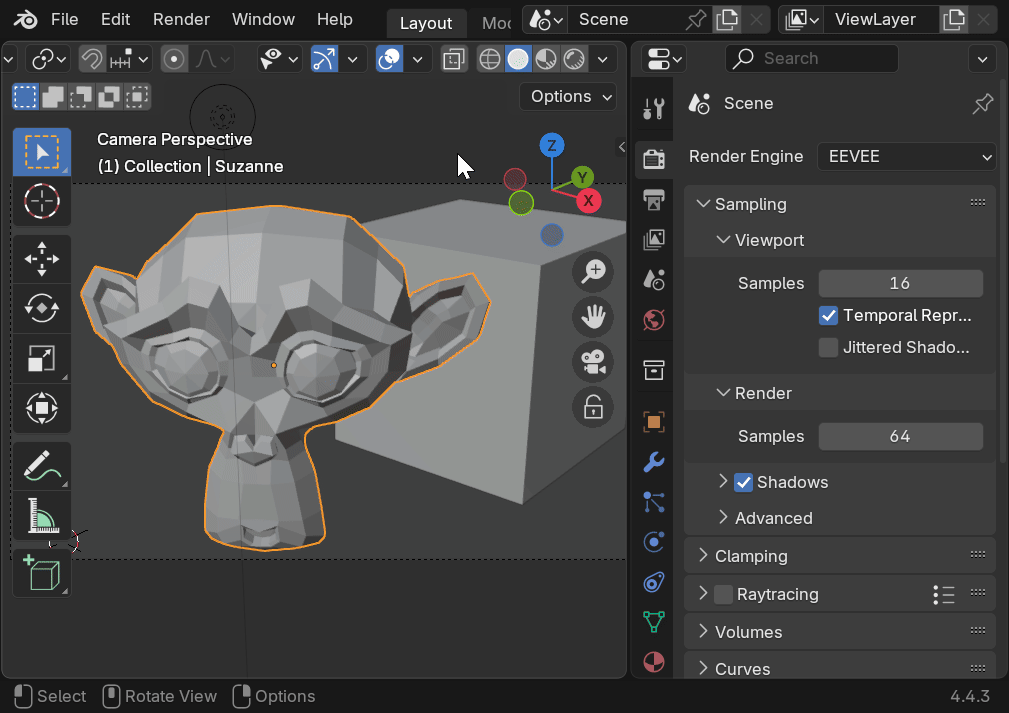 File Edit Render Window Help Layout Mo Scene ViewLayer
Search
Options
Scene
Camera Perspective
(1) Collection | Suzanne
Z
Y
X
Render Engine EEVEE
Sampling
Viewport
Samples 16
Temporal Repr...
Jittered Shado...
Render
Samples 64
Shadows
Advanced
Clamping
Raytracing
Volumes
Curves
Select Rotate View Options 4.4.3